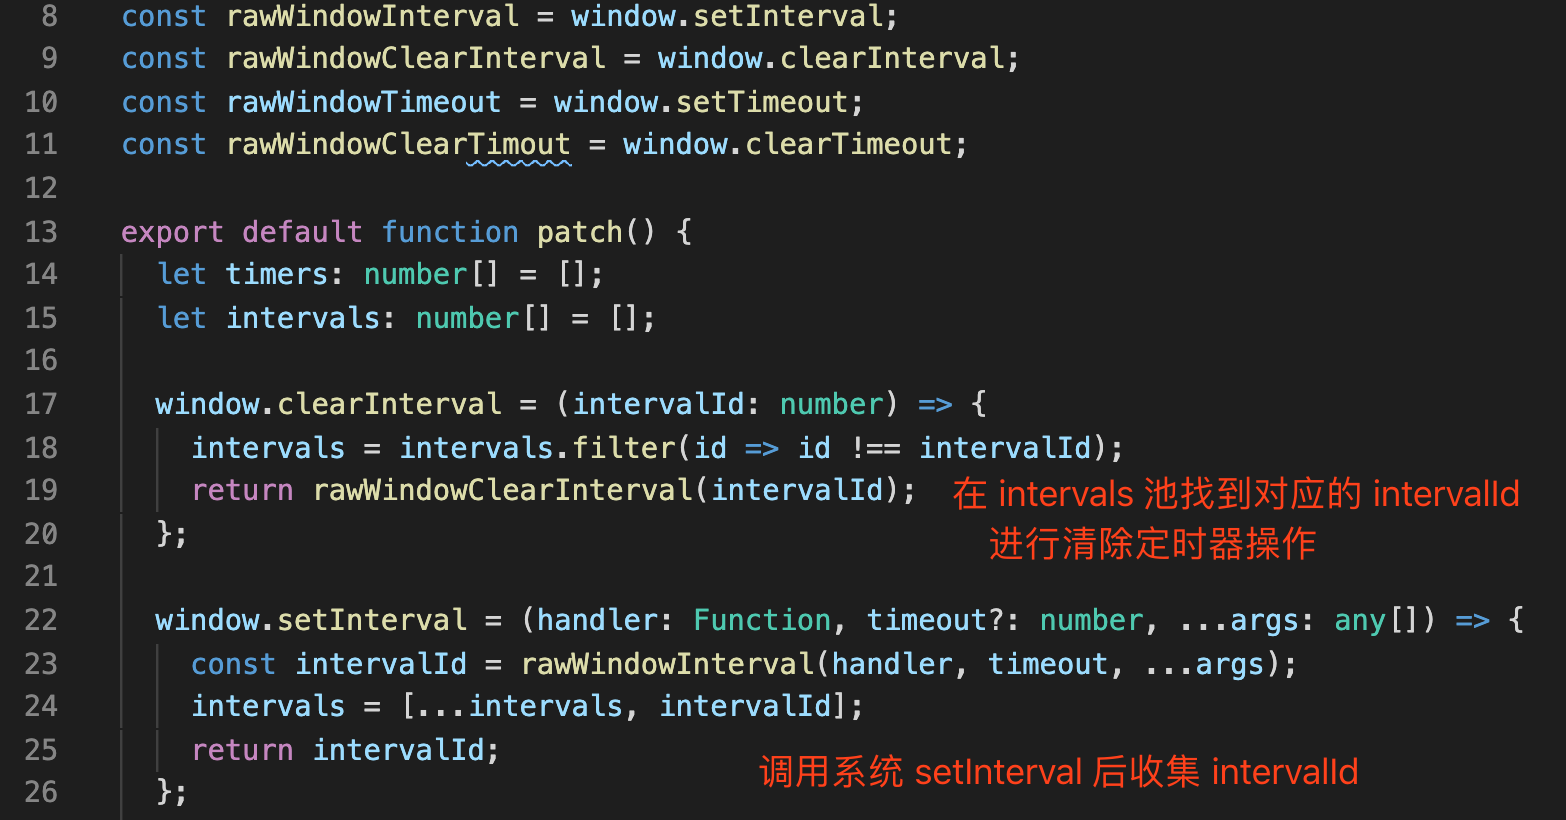 8 const rawWindowInterval = window.setInterval;
9 const rawWindowClearInterval = window.clearInterval;
10 const rawWindowTimeout = window.setTimeout;
11 const rawWindowClearTimout = window.clearTimeout;
12
13 export default function patch() {
14 let timers: number[] = [];
15 let intervals: number[] = [];
16
17 window.clearInterval = (intervalId: number) => {
18 intervals = intervals.filter(id => id !== intervalId);
19 return rawWindowClearInterval(intervalId); 在 intervals 池找到对应的 intervalId
进行清除定时器操作
20 };
21
22 window.setInterval = (handler: Function, timeout?: number, ...args: any[]) => {
23 const intervalId = rawWindowInterval(handler, timeout, ...args);
24 intervals = [...intervals, intervalId];
25 return intervalId;
调用系统 setInterval 后收集 intervalId
26 };